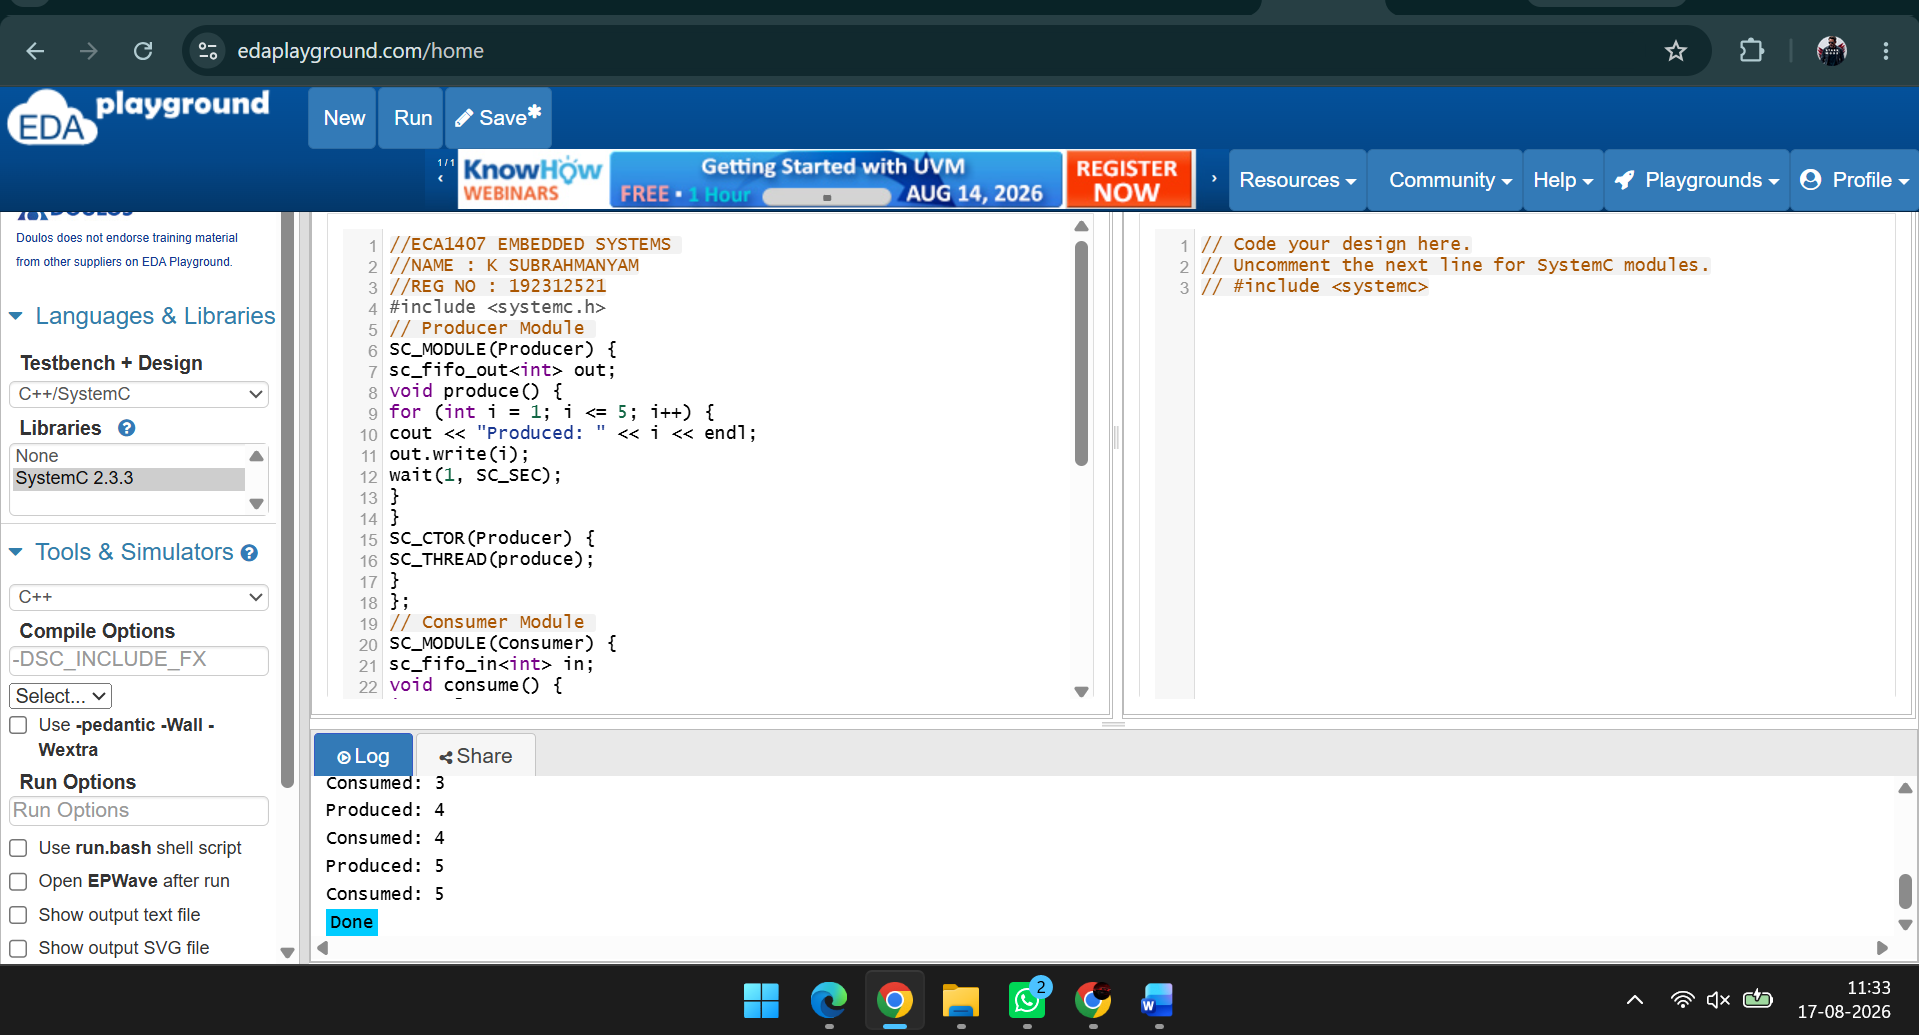 edaplayground.com/home
EDA playground
New
Run
Save*
1/1
KnowHow
WEBINARS
Getting Started with UVM
FREE • 1 Hour
AUG 14, 2026
REGISTER
NOW
Resources
Community
Help
Playgrounds
Profile
Doulos does not endorse training material
from other suppliers on EDA Playground.
Languages & Libraries
Testbench + Design
C++/SystemC
Libraries ?
None
SystemC 2.3.3
Tools & Simulators ?
C++
Compile Options
-DSC_INCLUDE_FX
Select...
Use -pedantic -Wall -
Wextra
Run Options
Run Options
Use run.bash shell script
Open EPWave after run
Show output text file
Show output SVG file
1 //ECA1407 EMBEDDED SYSTEMS
2 //NAME : K SUBRAHMANYAM
3 //REG NO : 192312521
4 #include <systemc.h>
5 // Producer Module
6 SC_MODULE(Producer) {
7 sc_fifo_out<int> out;
8 void produce() {
9 for (int i = 1; i <= 5; i++) {
10 cout << "Produced: " << i << endl;
11 out.write(i);
12 wait(1, SC_SEC);
13 }
14 }
15 SC_CTOR(Producer) {
16 SC_THREAD(produce);
17 }
18 };
19 // Consumer Module
20 SC_MODULE(Consumer) {
21 sc_fifo_in<int> in;
22 void consume() {
1 // Code your design here.
2 // Uncomment the next line for SystemC modules.
3 // #include <systemc>
Log
Share
Consumed: 3
Produced: 4
Consumed: 4
Produced: 5
Consumed: 5
Done
2
11:33
17-08-2026